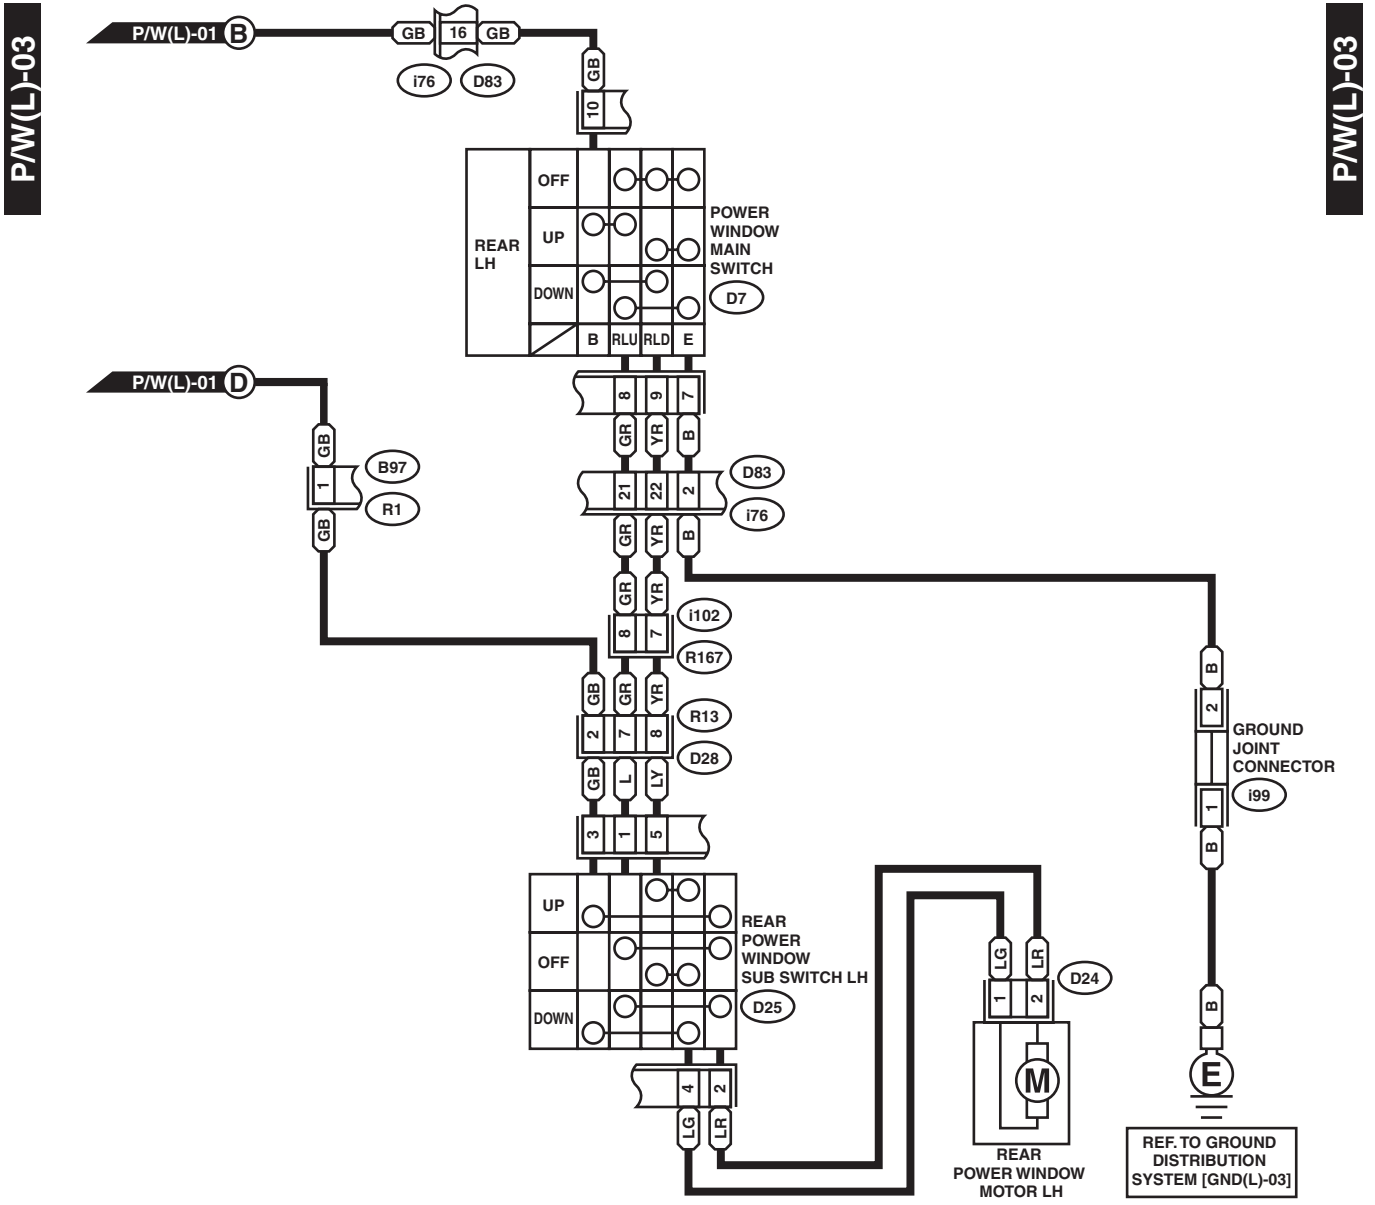 P/W(L)-03
P/W(L)-03
P/W(L)-01 B
GB 16 GB
i76 D83
GB
10
REAR
LH
OFF
UP
DOWN
B RLU RLD E
POWER
WINDOW
MAIN
SWITCH
D7
8 9 7
GR YR B
P/W(L)-01 D
GB
1
GB
B97
R1
21 22 2
D83
i76
GR YR B
GR YR
8 7
i102
R167
GB GR YR
2 7 8
R13
D28
GB L LY
3 1 5
UP
OFF
DOWN
REAR
POWER
WINDOW
SUB SWITCH LH
D25
4 2
LG LR
LG LR
1 2
D24
M
REAR
POWER WINDOW
MOTOR LH
B
2
GROUND
JOINT
CONNECTOR
i99
1
B
B
E
REF. TO GROUND
DISTRIBUTION
SYSTEM [GND(L)-03]